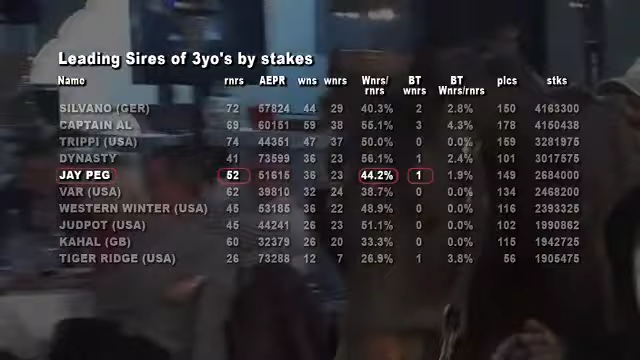 Leading Sires of 3yo's by stakes
Name rnrs AEPR wns wnrs Wnrs/ rnrs BT wnrs BT Wnrs/rnrs plcs stks
SILVANO (GER) 72 57824 44 29 40.3% 2 2.8% 150 4163300
CAPTAIN AL 69 60151 59 38 55.1% 3 4.3% 178 4150438
TRIPPI (USA) 74 44351 47 37 50.0% 0 0.0% 159 3281975
DYNASTY 41 73599 36 23 56.1% 1 2.4% 101 3017575
JAY PEG 52 51615 36 23 44.2% 1 1.9% 149 2684000
VAR (USA) 62 39810 32 24 38.7% 0 0.0% 134 2468200
WESTERN WINTER (USA) 45 53185 36 22 48.9% 0 0.0% 116 2393325
JUDPOT (USA) 45 44241 26 23 51.1% 0 0.0% 102 1990862
KAHAL (GB) 60 32379 26 20 33.3% 0 0.0% 115 1942725
TIGER RIDGE (USA) 26 73288 12 7 26.9% 1 3.8% 56 1905475